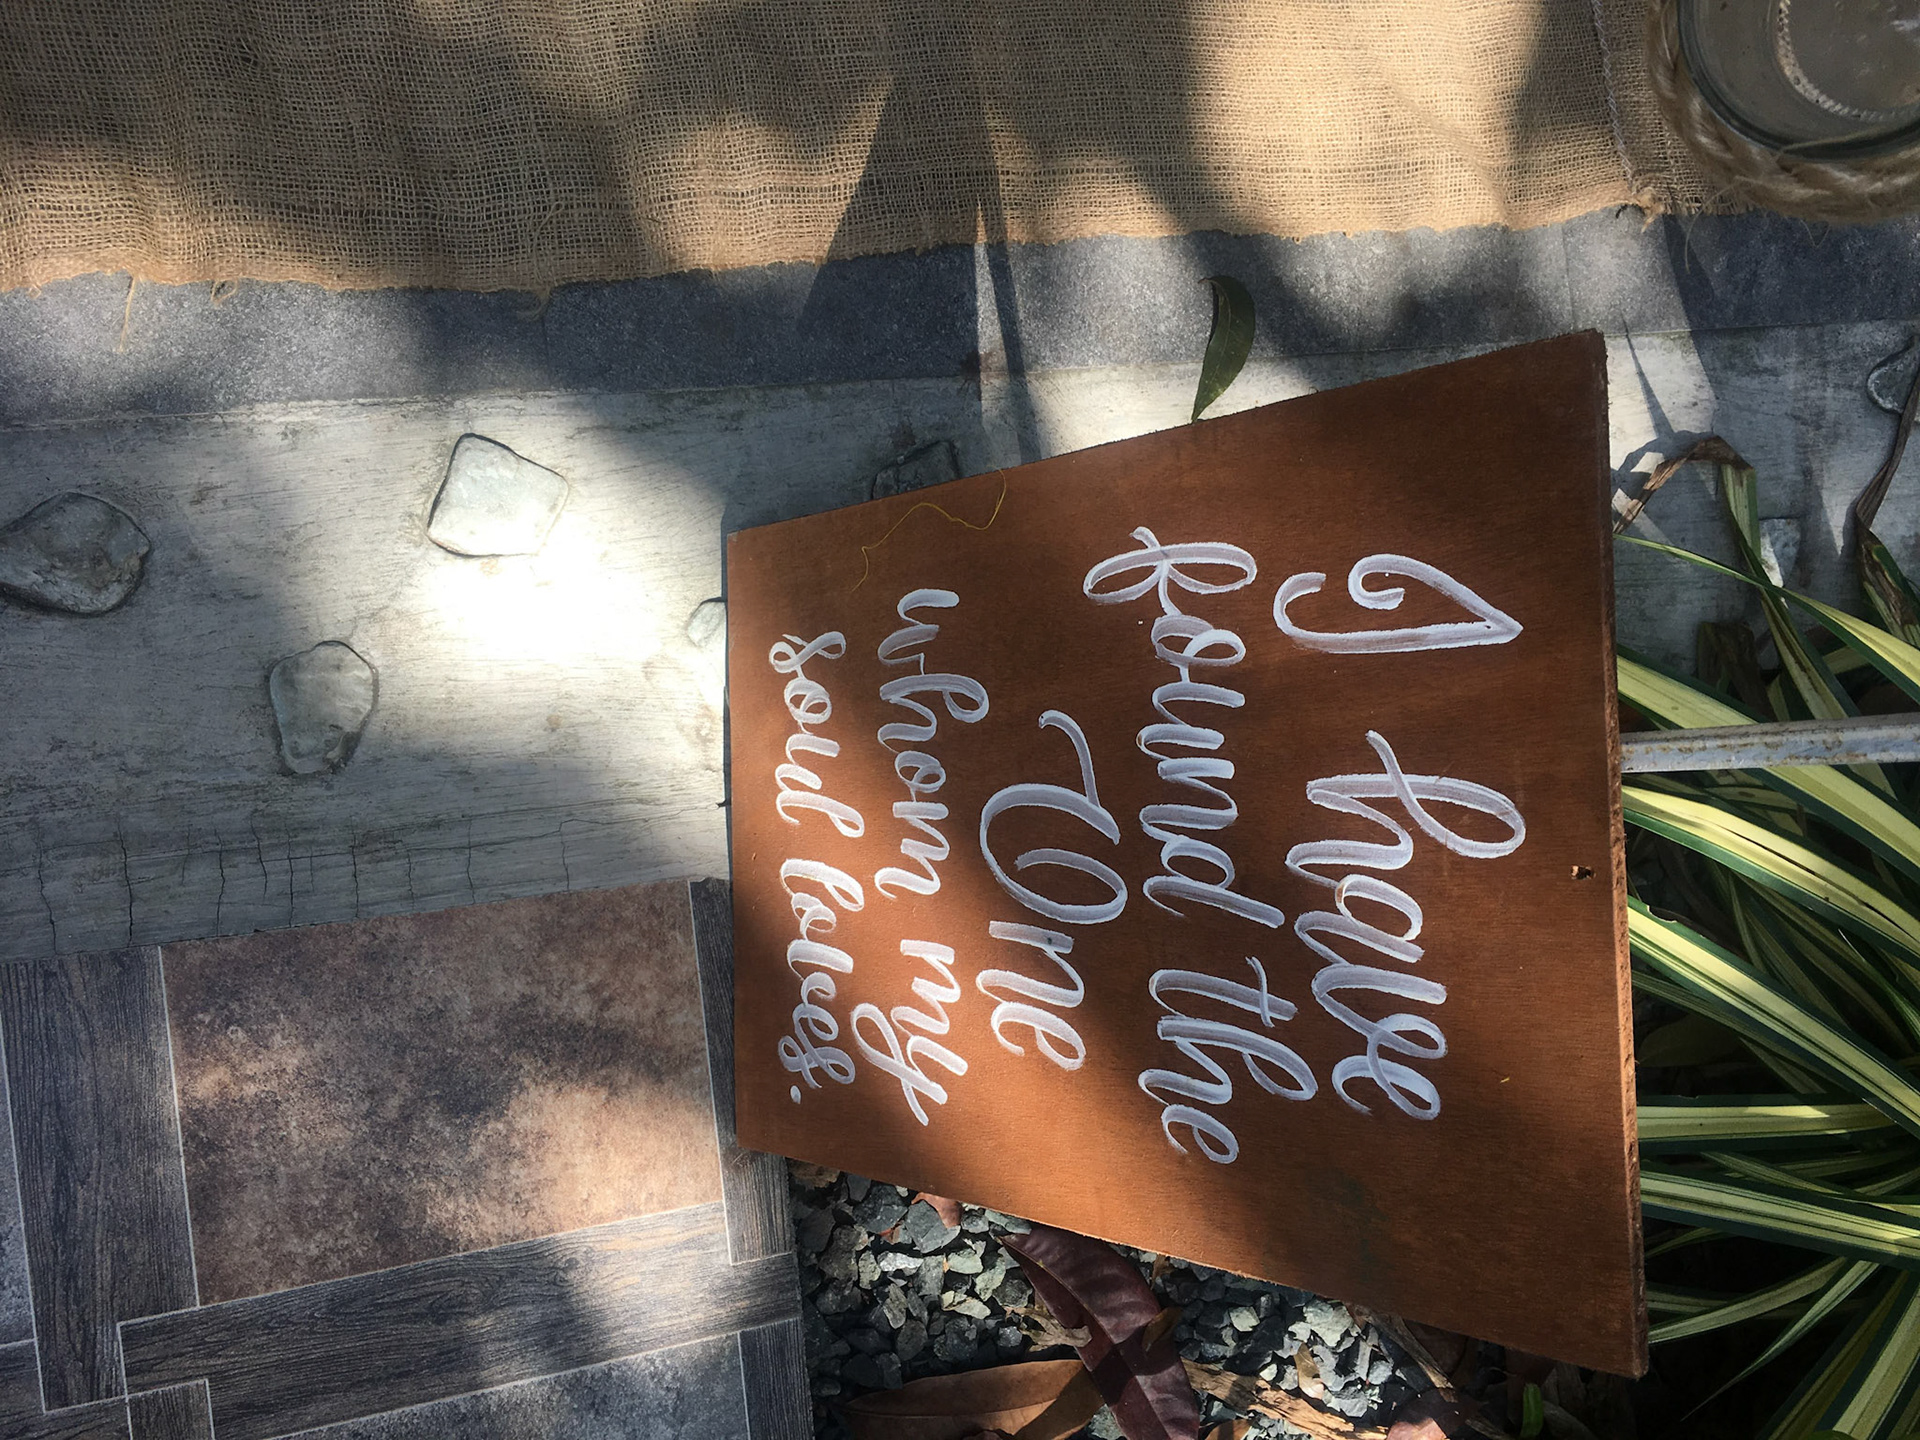 I have
found the
One
whom my
soul loves.